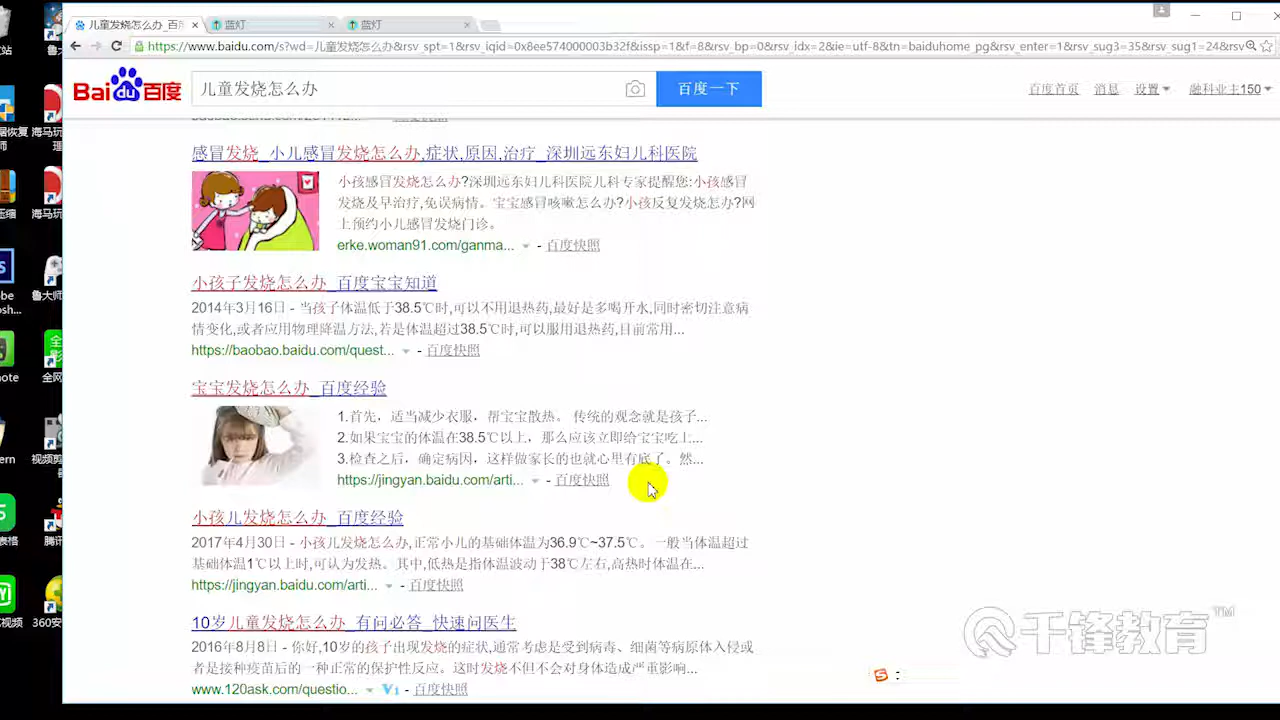 儿童发烧怎么办_百
蓝灯
蓝灯
https://www.baidu.com/s?wd=儿童发烧怎么办&rsv_spt=1&rsv_iqid=0x8ee574000003b32f&issp=1&f=8&rsv_bp=0&rsv_idx=2&ie=utf-8&tn=baiduhome_pg&rsv_enter=1&rsv_sug3=35&rsv_sug1=24&rsv
Bai du 百度
儿童发烧怎么办
百度一下
百度首页 消息 设置 融科业主150
感冒发烧_小儿感冒发烧怎么办,症状,原因,治疗_深圳远东妇儿科医院
小孩感冒发烧怎么办?深圳远东妇儿科医院儿科专家提醒您:小孩感冒
发烧及早治疗,免误病情。宝宝感冒咳嗽怎么办?小孩反复发烧怎办?网
上预约小儿感冒发烧门诊。
erke.woman91.com/ganma... - 百度快照
小孩子发烧怎么办_百度宝宝知道
2014年3月16日 - 当孩子体温低于38.5℃时,可以不用退热药,最好是多喝开水,同时密切注意病
情变化,或者应用物理降温方法,若是体温超过38.5℃时,可以服用退热药,目前常用...
https://baobao.baidu.com/quest... - 百度快照
宝宝发烧怎么办_百度经验
1.首先，适当减少衣服，帮宝宝散热。 传统的观念就是孩子...
2.如果宝宝的体温在38.5℃以上，那么应该立即给宝宝吃上...
3.检查之后，确定病因，这样做家长的也就心里有底了。然...
https://jingyan.baidu.com/arti... - 百度快照
小孩儿发烧怎么办_百度经验
2017年4月30日 - 小孩儿发烧怎么办,正常小儿的基础体温为36.9℃~37.5℃。一般当体温超过
基础体温1℃以上时,可认为发热。其中,低热是指体温波动于38℃左右,高热时体温在...
https://jingyan.baidu.com/arti... - 百度快照
10岁儿童发烧怎么办_有问必答_快速问医生
2016年8月8日 - 你好,10岁的孩子出现发烧的症状,通常考虑是受到病毒、细菌等病原体入侵或
者是接种疫苗后的一种正常的保护性反应。这时发烧不但不会对身体造成严重影响...
www.120ask.com/questio... V1 - 百度快照
千锋教育 TM